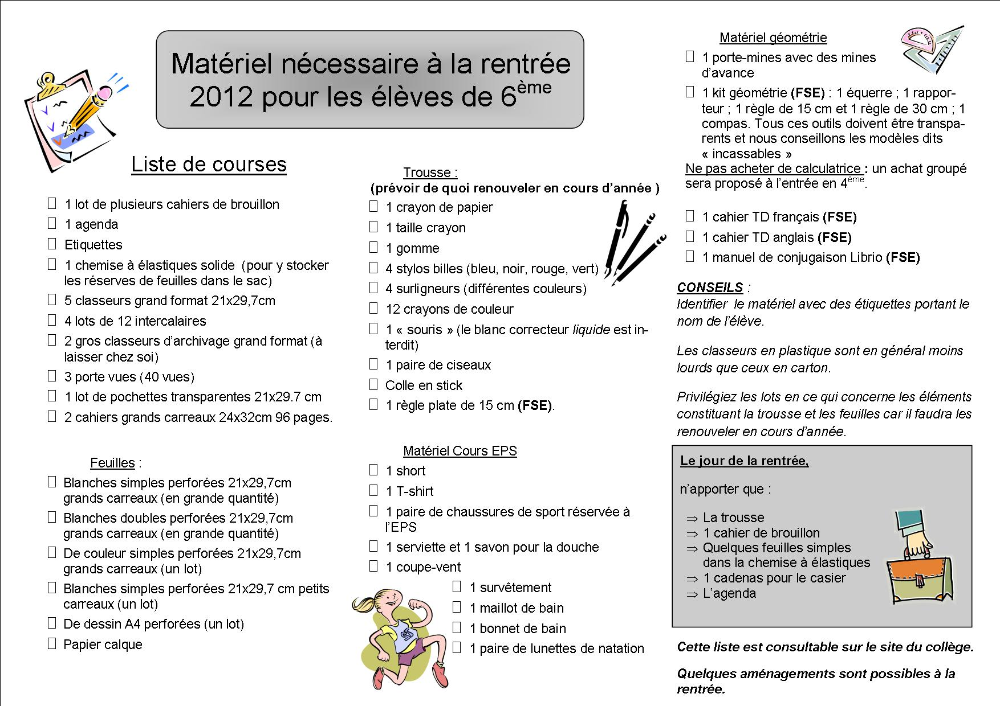 Matériel nécessaire à la rentrée
2012 pour les élèves de 6ème
Liste de courses
1 lot de plusieurs cahiers de brouillon
1 agenda
Etiquettes
1 chemise à élastiques solide (pour y stocker
les réserves de feuilles dans le sac)
5 classeurs grand format 21x29,7cm
4 lots de 12 intercalaires
2 gros classeurs d’archivage grand format (à
laisser chez soi)
3 porte vues (40 vues)
1 lot de pochettes transparentes 21x29.7 cm
2 cahiers grands carreaux 24x32cm 96 pages.
Feuilles :
Blanches simples perforées 21x29,7cm
grands carreaux (en grande quantité)
Blanches doubles perforées 21x29,7cm
grands carreaux (en grande quantité)
De couleur simples perforées 21x29,7cm
grands carreaux (un lot)
Blanches simples perforées 21x29,7 cm petits
carreaux (un lot)
De dessin A4 perforées (un lot)
Papier calque
Trousse :
(prévoir de quoi renouveler en cours d’année )
1 crayon de papier
1 taille crayon
1 gomme
4 stylos billes (bleu, noir, rouge, vert)
4 surligneurs (différentes couleurs)
12 crayons de couleur
1 « souris » (le blanc correcteur liquide est in-
terdit)
1 paire de ciseaux
Colle en stick
1 règle plate de 15 cm (FSE).
Matériel Cours EPS
1 short
1 T-shirt
1 paire de chaussures de sport réservée à
l’EPS
1 serviette et 1 savon pour la douche
1 coupe-vent
1 survêtement
1 maillot de bain
1 bonnet de bain
1 paire de lunettes de natation
Matériel géométrie
1 porte-mines avec des mines
d’avance
1 kit géométrie (FSE) : 1 équerre ; 1 rappor-
teur ; 1 règle de 15 cm et 1 règle de 30 cm ; 1
compas. Tous ces outils doivent être transpa-
rents et nous conseillons les modèles dits
« incassables »
Ne pas acheter de calculatrice : un achat groupé
sera proposé à l’entrée en 4ème.
1 cahier TD français (FSE)
1 cahier TD anglais (FSE)
1 manuel de conjugaison Librio (FSE)
CONSEILS :
Identifier le matériel avec des étiquettes portant le
nom de l’élève.
Les classeurs en plastique sont en général moins
lourds que ceux en carton.
Privilégiez les lots en ce qui concerne les éléments
constituant la trousse et les feuilles car il faudra les
renouveler en cours d’année.
Le jour de la rentrée,
n’apporter que :
⇒ La trousse
⇒ 1 cahier de brouillon
⇒ Quelques feuilles simples
dans la chemise à élastiques
⇒ 1 cadenas pour le casier
⇒ L’agenda
Cette liste est consultable sur le site du collège.
Quelques aménagements sont possibles à la
rentrée.